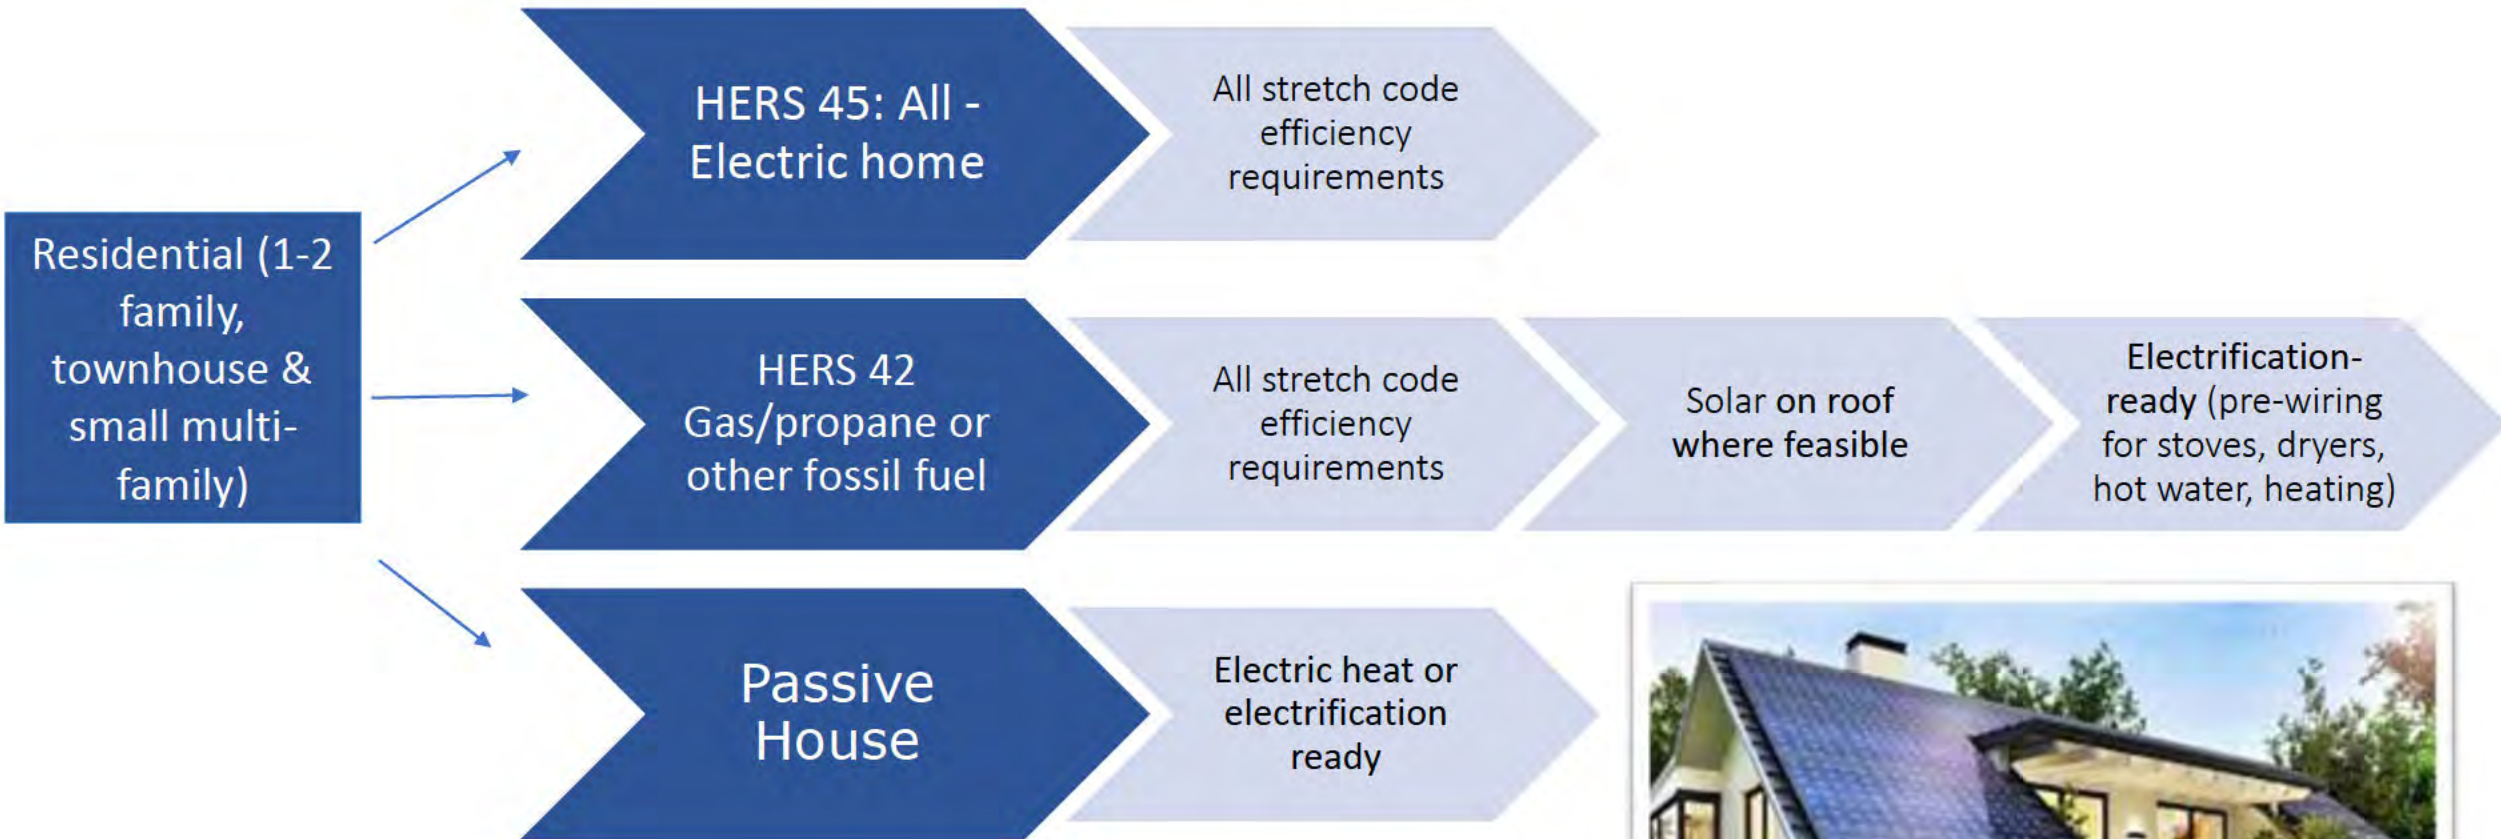 Residential (1-2
family,
townhouse &
small multi-
family)
HERS 45: All -
Electric home
All stretch code
efficiency
requirements
HERS 42
Gas/propane or
other fossil fuel
All stretch code
efficiency
requirements
Solar on roof
where feasible
Electrification-
ready (pre-wiring
for stoves, dryers,
hot water, heating)
Passive
House
Electric heat or
electrification
ready